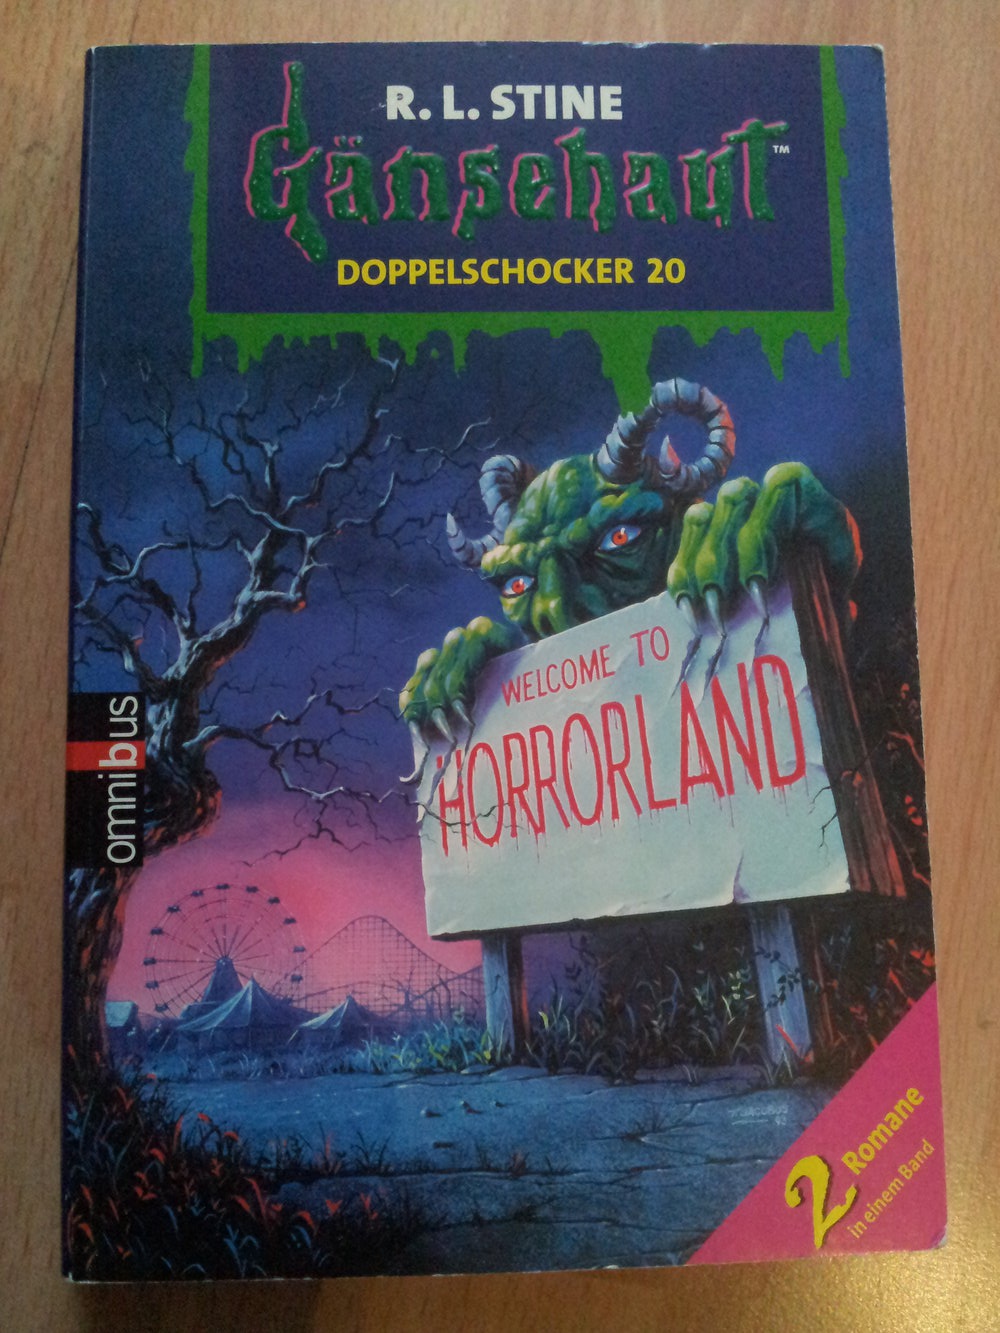 R. L. STINE
Gänsehaut™
DOPPELSCHOCKER 20
WELCOME TO
HORRORLAND
omnibus
2 Romane
in einem Band